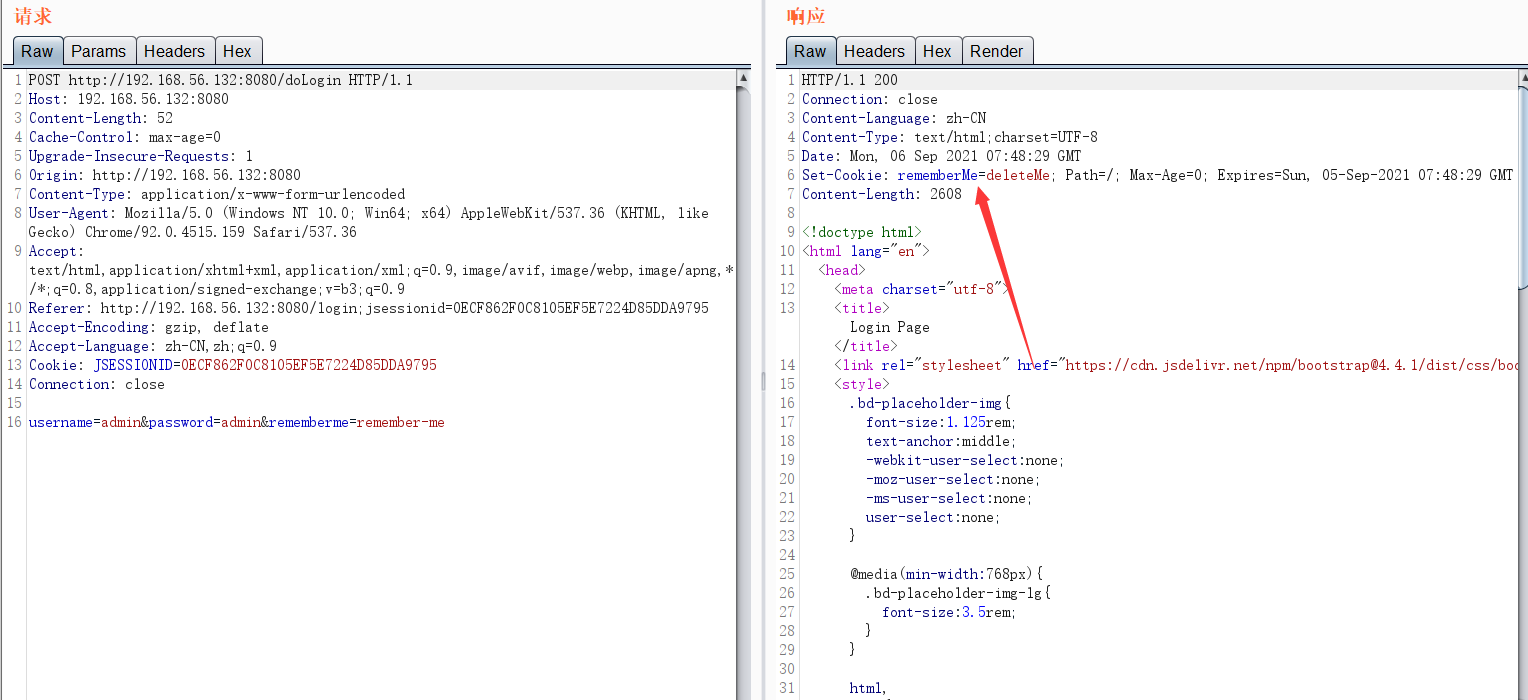 请求
Raw Params Headers Hex
1 POST http://192.168.56.132:8080/doLogin HTTP/1.1
2 Host: 192.168.56.132:8080
3 Content-Length: 52
4 Cache-Control: max-age=0
5 Upgrade-Insecure-Requests: 1
6 Origin: http://192.168.56.132:8080
7 Content-Type: application/x-www-form-urlencoded
8 User-Agent: Mozilla/5.0 (Windows NT 10.0; Win64; x64) AppleWebKit/537.36 (KHTML, like
Gecko) Chrome/92.0.4515.159 Safari/537.36
9 Accept:
text/html,application/xhtml+xml,application/xml;q=0.9,image/avif,image/webp,image/apng,*
/*;q=0.8,application/signed-exchange;v=b3;q=0.9
10 Referer: http://192.168.56.132:8080/login;jsessionid=0ECF862F0C8105EF5E7224D85DDA9795
11 Accept-Encoding: gzip, deflate
12 Accept-Language: zh-CN,zh;q=0.9
13 Cookie: JSESSIONID=0ECF862F0C8105EF5E7224D85DDA9795
14 Connection: close
15
16 username=admin&password=admin&rememberme=remember-me
响应
Raw Headers Hex Render
1 HTTP/1.1 200
2 Connection: close
3 Content-Language: zh-CN
4 Content-Type: text/html;charset=UTF-8
5 Date: Mon, 06 Sep 2021 07:48:29 GMT
6 Set-Cookie: rememberMe=deleteMe; Path=/; Max-Age=0; Expires=Sun, 05-Sep-2021 07:48:29 GMT
7 Content-Length: 2608
8
9 <!doctype html>
10 <html lang="en">
11 <head>
12 <meta charset="utf-8">
13 <title>
Login Page
</title>
14 <link rel="stylesheet" href="https://cdn.jsdelivr.net/npm/bootstrap@4.4.1/dist/css/boo
15 <style>
16 .bd-placeholder-img{
17 font-size:1.125rem;
18 text-anchor:middle;
19 -webkit-user-select:none;
20 -moz-user-select:none;
21 -ms-user-select:none;
22 user-select:none;
23 }
24
25 @media(min-width:768px){
26 .bd-placeholder-img-lg{
27 font-size:3.5rem;
28 }
29 }
30
31 html,